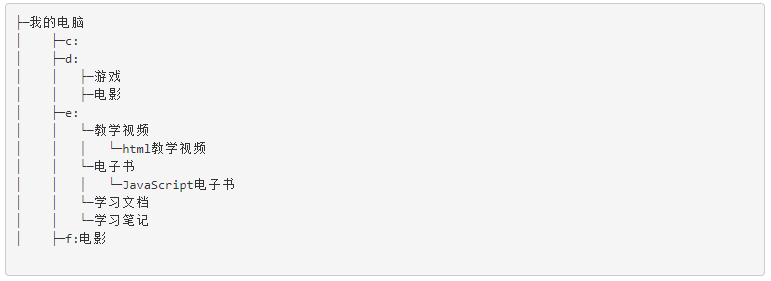 ├─我的电脑
│    ├─c:
│    ├─d:
│    │   ├─游戏
│    │   ├─电影
│    ├─e:
│    │   └─教学视频
│    │   │   └─html教学视频
│    │   └─电子书
│    │   │   └─JavaScript电子书
│    │   └─学习文档
│    │   └─学习笔记
│    ├─f:电影